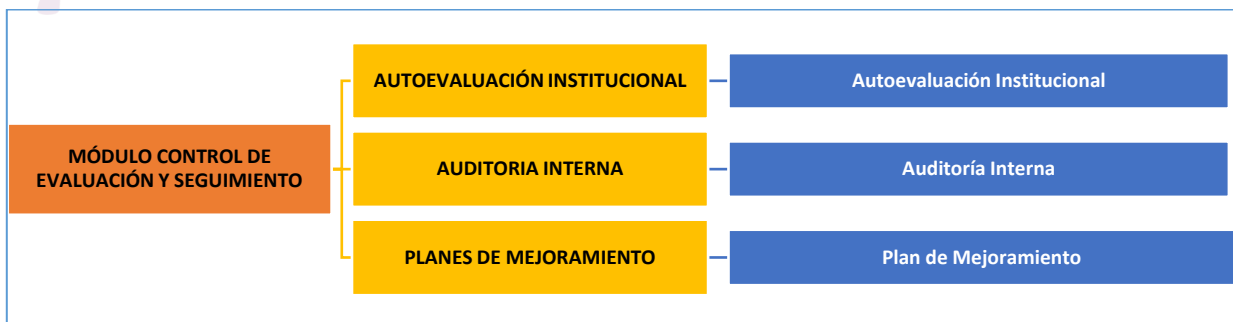 AUTOEVALUACIÓN INSTITUCIONAL
Autoevaluación Institucional
MÓDULO CONTROL DE
EVALUACIÓN Y SEGUIMIENTO
AUDITORIA INTERNA
Auditoría Interna
PLANES DE MEJORAMIENTO
Plan de Mejoramiento